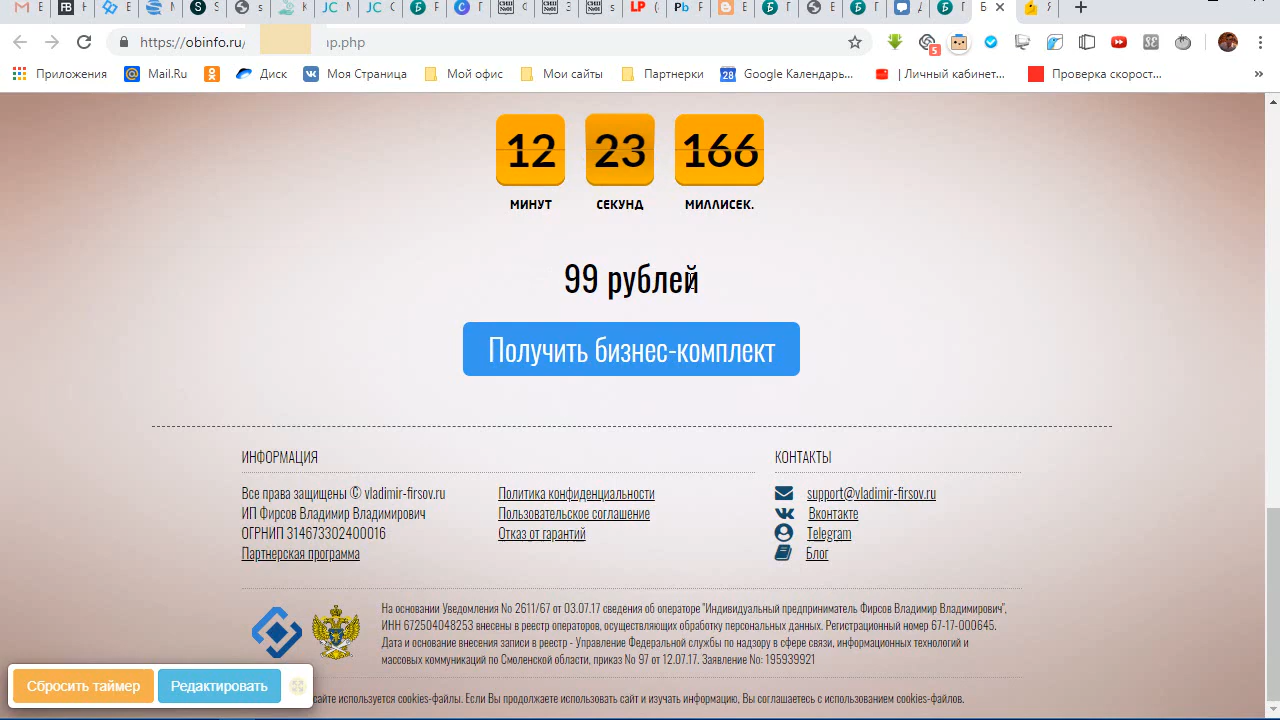 https://obinfo.ru/ ıp.php
5
Приложения Mail.Ru Диск Моя Страница Мой офис Мои сайты Партнерки 28 Google Календарь... | Личный кабинет... Проверка скорост... »
12 23 166
МИНУТ СЕКУНД МИЛЛИСЕК.
99 рублей
Получить бизнес-комплект
ИНФОРМАЦИЯ
Все права защищены © vladimir-firsov.ru
ИП Фирсов Владимир Владимирович
ОГРНИП 314673302400016
Партнерская программа
Политика конфиденциальности
Пользовательское соглашение
Отказ от гарантий
КОНТАКТЫ
support@vladimir-firsov.ru
Вконтакте
Telegram
Блог
На основании Уведомления No 2611/67 от 03.07.17 сведения об операторе "Индивидуальный предприниматель Фирсов Владимир Владимирович",
ИНН 672504048253 внесены в реестр операторов, осуществляющих обработку персональных данных. Регистрационный номер 67-17-000645.
Дата и основание внесения записи в реестр - Управление Федеральной службы по надзору в сфере связи, информационных технологий и
массовых коммуникаций по Смоленской области, приказ No 97 от 12.07.17. Заявление No: 195939921
Сбросить таймер Редактировать
сайте используется cookies-файлы. Если Вы продолжаете использовать сайт и изучать информацию, Вы соглашаетесь с использованием cookies-файлов.